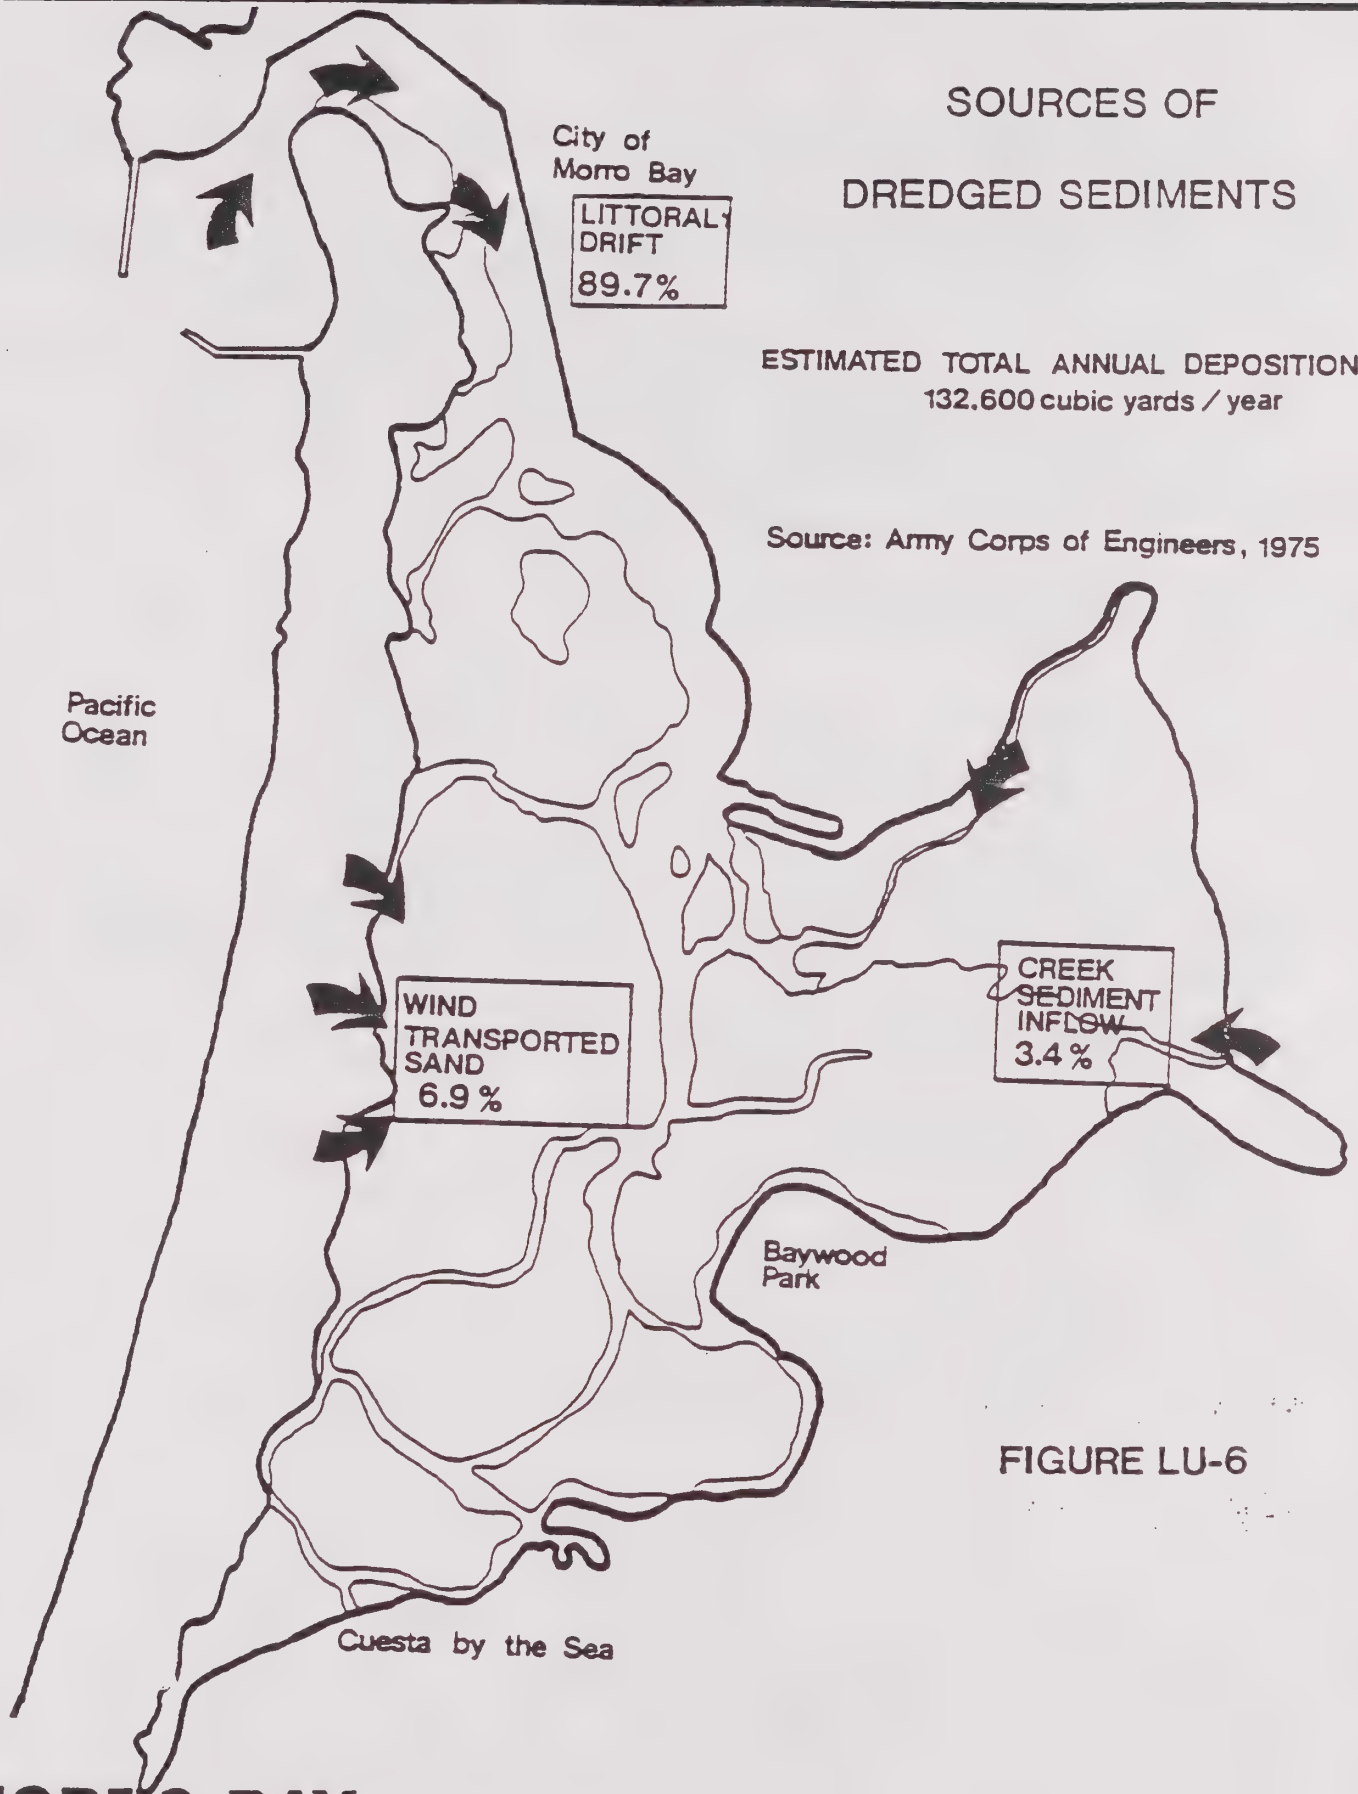 SOURCES OF
DREDGED SEDIMENTS
City of
Morro Bay
LITTORAL
DRIFT
89.7%
ESTIMATED TOTAL ANNUAL DEPOSITION
132.600 cubic yards / year
Source: Army Corps of Engineers, 1975
Pacific
Ocean
WIND
TRANSPORTED
SAND
6.9 %
CREEK
SEDIMENT
INFLOW
3.4 %
Baywood
Park
FIGURE LU-6
Cuesta by the Sea